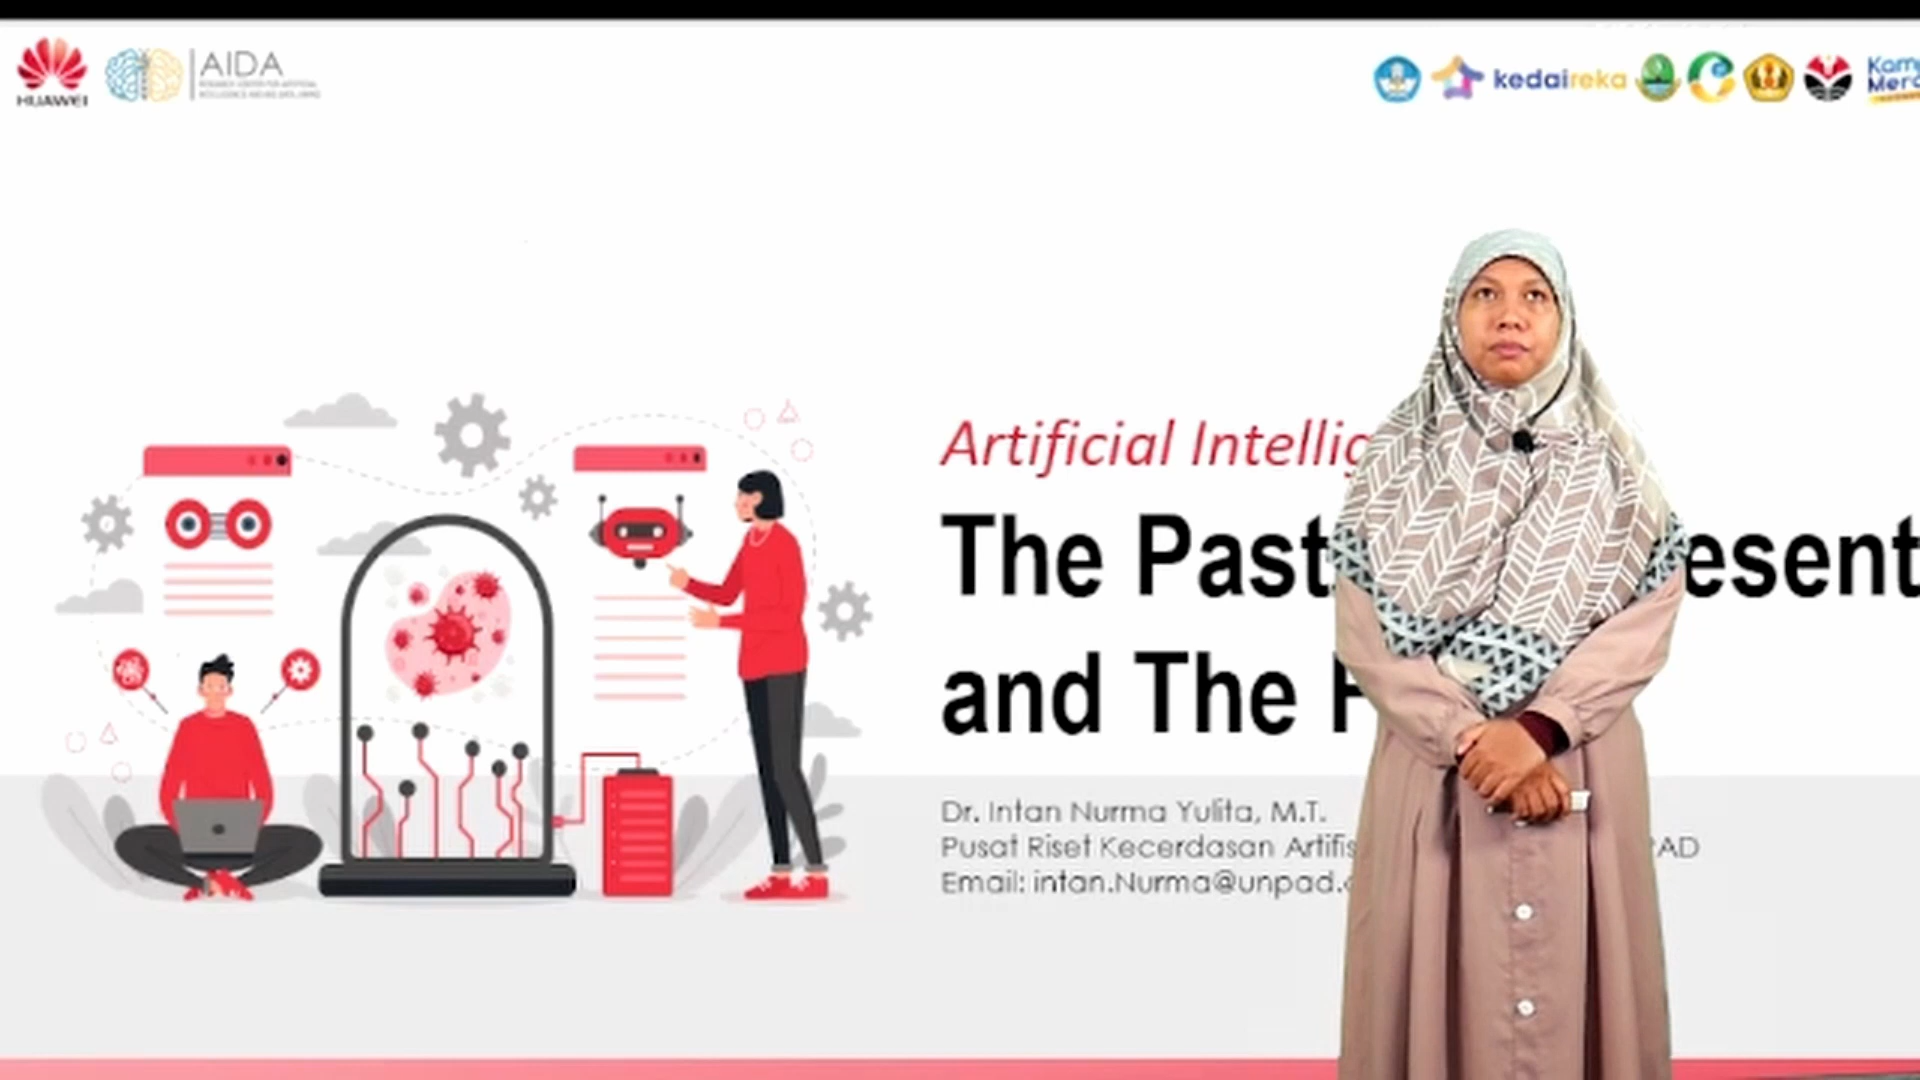 HUAWEI
AIDA
kedaireka
Artificial Intellig
The Past esent
and The F
Dr. Intan Nurma Yulita, M.T.
Pusat Riset Kecerdasan Artifis AD
Email: intan.Nurma@unpad.